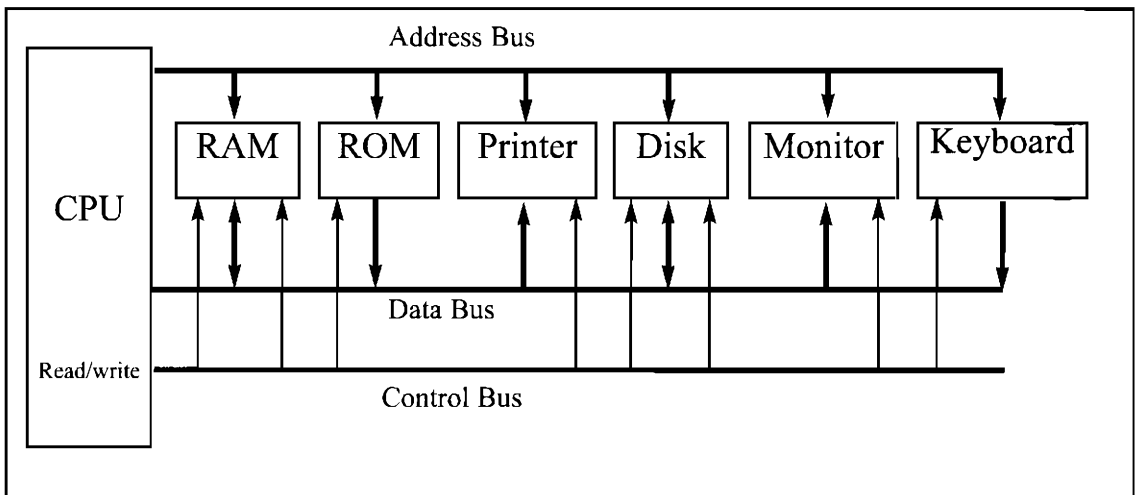 Address Bus
RAM
ROM
Printer
Disk
Monitor
Keyboard
CPU
Data Bus
Read/write
Control Bus